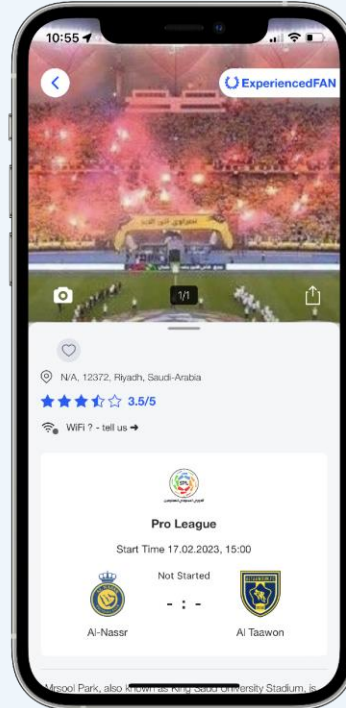 10:55
ExperiencedFAN
1/1
N/A, 12372, Riyadh, Saudi-Arabia
3.5/5
WiFi ? - tell us →
SPL
Pro League
Start Time 17.02.2023, 15:00
Not Started
- : -
Al-Nassr
Al Taawon
Mrsool Park, also known as King Saud University Stadium, is